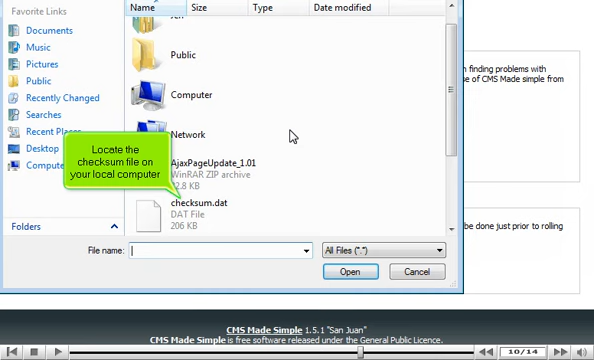 Favorite Links
Name Size Type Date modified
Documents
Music
Pictures
Public
Recently Changed
Searches
Recent Places
Desktop
Public
Computer
Network
AjaxPageUpdate_1.01
WinRAR ZIP archive
checksum.dat
DAT File
206 KB
Locate the
checksum file on
your local computer
Folders
File name:
All Files (*.*)
Open Cancel
finding problems with
se of CMS Made simple from
be done just prior to rolling
CMS Made Simple 1.5.1 "San Juan"
CMS Made Simple is free software released under the General Public Licence.
10/14